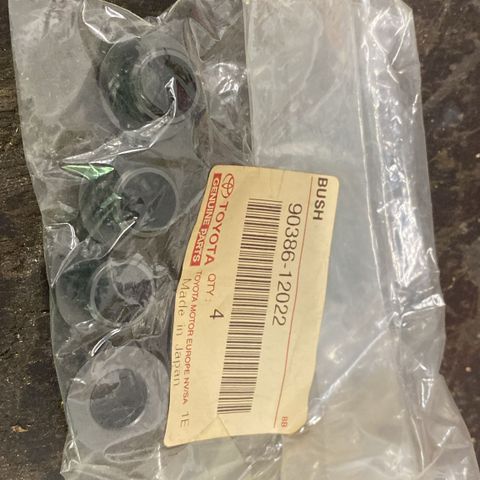 BUSH
90386-12022
TOYOTA QTY: 4
GENUINE PARTS
TOYOTA MOTOR EUROPE NV/SA 1E
Made in Japan